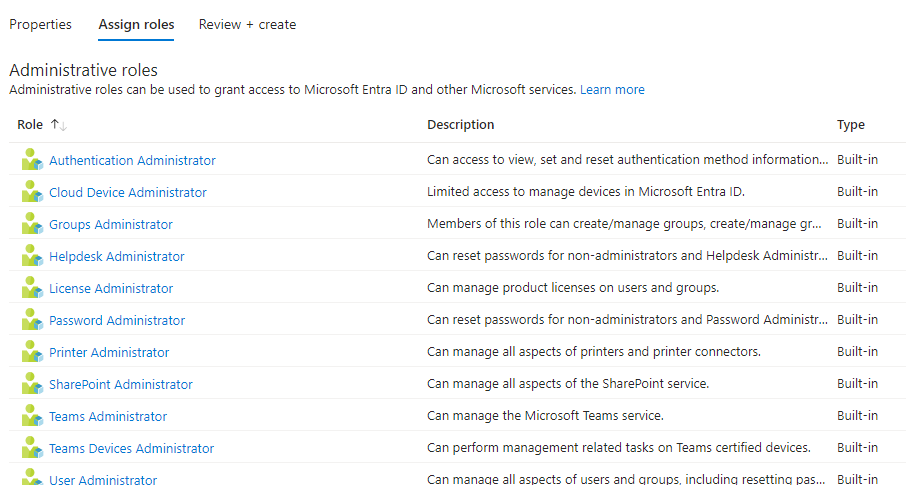 Properties Assign roles Review + create
Administrative roles
Administrative roles can be used to grant access to Microsoft Entra ID and other Microsoft services. Learn more
Role ↑↓ Description Type
Authentication Administrator Can access to view, set and reset authentication method information... Built-in
Cloud Device Administrator Limited access to manage devices in Microsoft Entra ID. Built-in
Groups Administrator Members of this role can create/manage groups, create/manage gr... Built-in
Helpdesk Administrator Can reset passwords for non-administrators and Helpdesk Administr... Built-in
License Administrator Can manage product licenses on users and groups. Built-in
Password Administrator Can reset passwords for non-administrators and Password Administr... Built-in
Printer Administrator Can manage all aspects of printers and printer connectors. Built-in
SharePoint Administrator Can manage all aspects of the SharePoint service. Built-in
Teams Administrator Can manage the Microsoft Teams service. Built-in
Teams Devices Administrator Can perform management related tasks on Teams certified devices. Built-in
User Administrator Can manage all aspects of users and groups, including resetting pas... Built-in